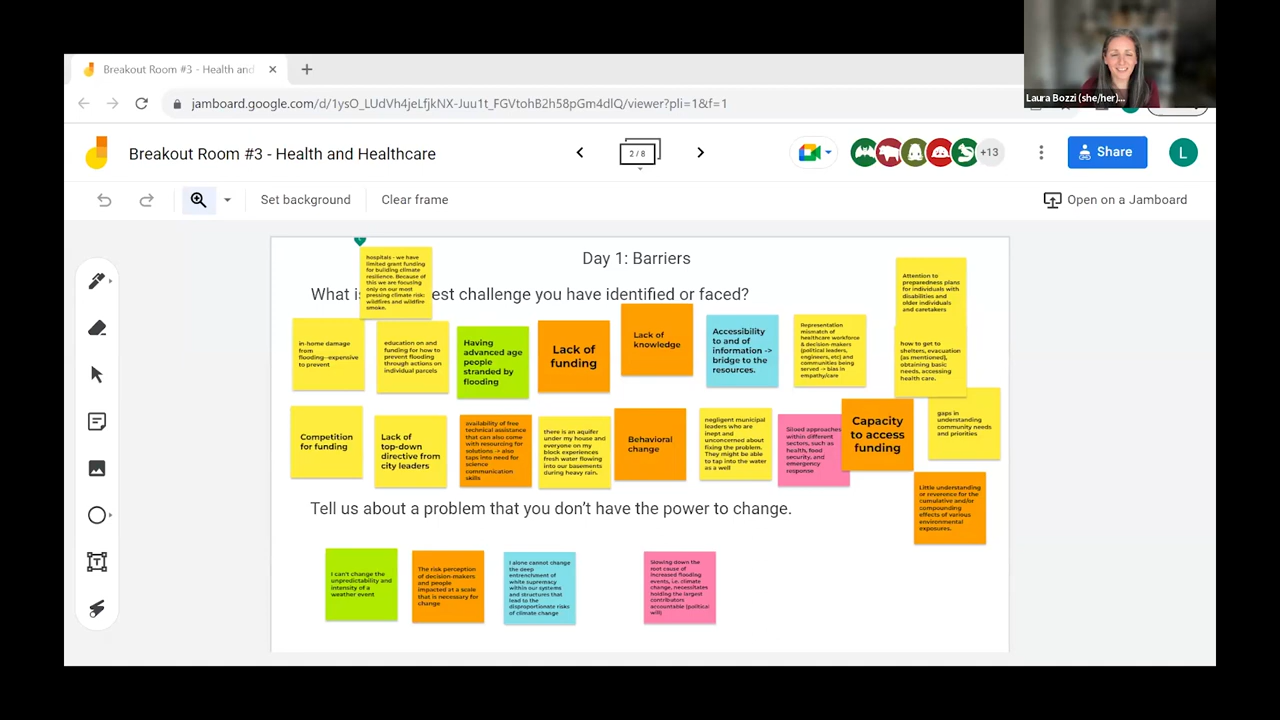 Breakout Room #3 - Health and
jamboard.google.com/d/1ysO_LUdVh4jeLfjkNX-Juu1t_FGVtohB2h58pGm4dlQ/viewer?pli=1&f=1
Laura Bozzi (she/her)...
Breakout Room #3 - Health and Healthcare
2 / 8
+13
Share
L
Set background
Clear frame
Open on a Jamboard
Day 1: Barriers
What is
est challenge you have identified or faced?
hospitals - we have
limited grant funding
for building climate
resilience. Because of
this we are focusing
only on our most
pressing climate risk:
wildfires and wildfire
smoke.
Attention to
preparedness plans
for individuals with
disabilities and
older individuals
and caretakers
in-home damage
from
flooding--expensive
to prevent
education on and
funding for how to
prevent flooding
through actions on
individual parcels
Having
advanced age
people
stranded by
flooding
Lack of
funding
Lack of
knowledge
Accessibility
to and of
information ->
bridge to the
resources.
Representation
mismatch of
healthcare workforce
& decision-makers
(political leaders,
engineers, etc) and
communities being
served -> bias in
empathy/care
how to get to
shelters, evacuation
(as mentioned),
obtaining basic
needs, accessing
health care.
Competition
for funding
Lack of
top-down
directive from
city leaders
availability of free
technical assistance
that can also come
with resourcing for
solutions -> also
taps into need for
science
communication
skills
there is an aquifer
under my house and
everyone on my
block experiences
fresh water flowing
into our basements
during heavy rain.
Behavioral
change
negligent municipal
leaders who are
inept and
unconcerned about
fixing the problem.
They might be able
to tap into the water
as a well
Siloed approaches
within different
sectors, such as
health, food
security, and
emergency
response
Capacity
to access
funding
gaps in
understanding
community needs
and priorities
Little understanding
or reverence for the
cumulative and/or
compounding
effects of various
environmental
exposures.
Tell us about a problem that you don't have the power to change.
I can't change the
unpredictability and
intensity of a
weather event
The risk perception
of decision-makers
and people
impacted at a scale
that is necessary for
change
I alone cannot change
the deep
entrenchment of
white supremacy
within our systems
and structures that
lead to the
disproportionate risks
of climate change
Slowing down the
root cause of
increased flooding
events, i.e. climate
change, necessitates
holding the largest
contributors
accountable (political
will)